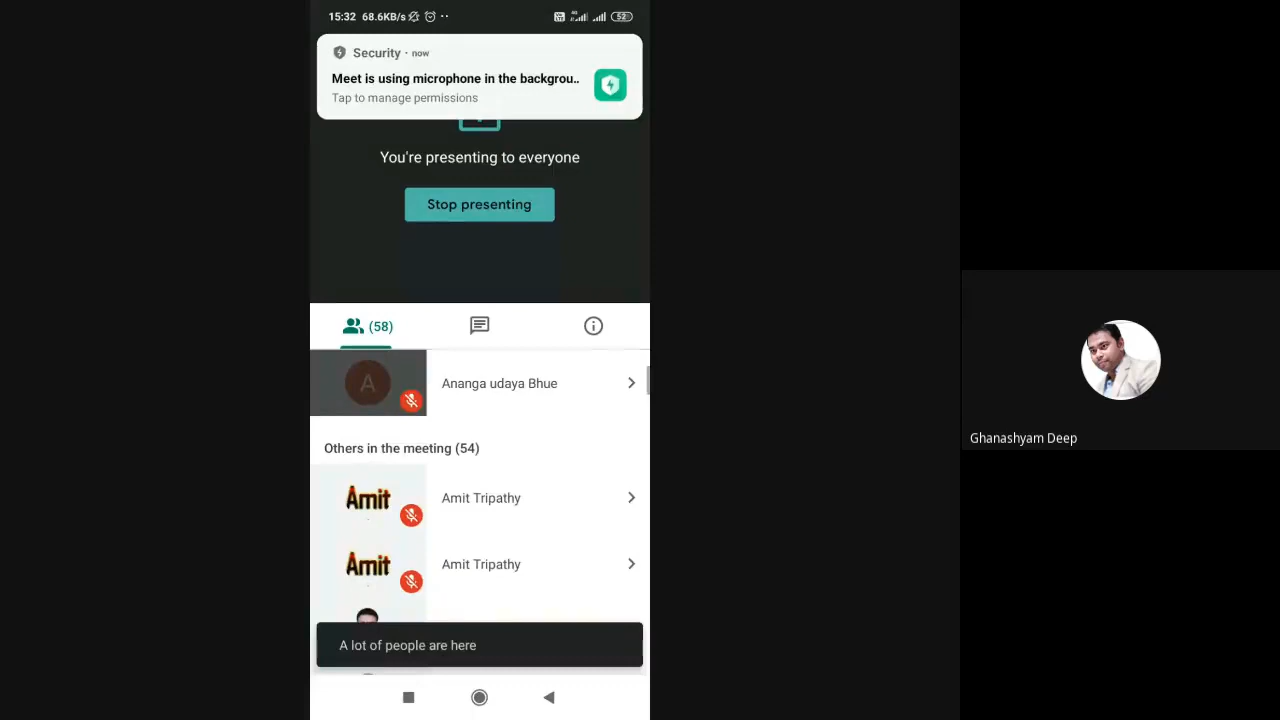 15:32 68.6KB/s
52
Security · now
Meet is using microphone in the backgrou..
Tap to manage permissions
You're presenting to everyone
Stop presenting
(58)
A
Ananga udaya Bhue
Others in the meeting (54)
Amit
Amit Tripathy
Amit
Amit Tripathy
A lot of people are here
Ghanashyam Deep